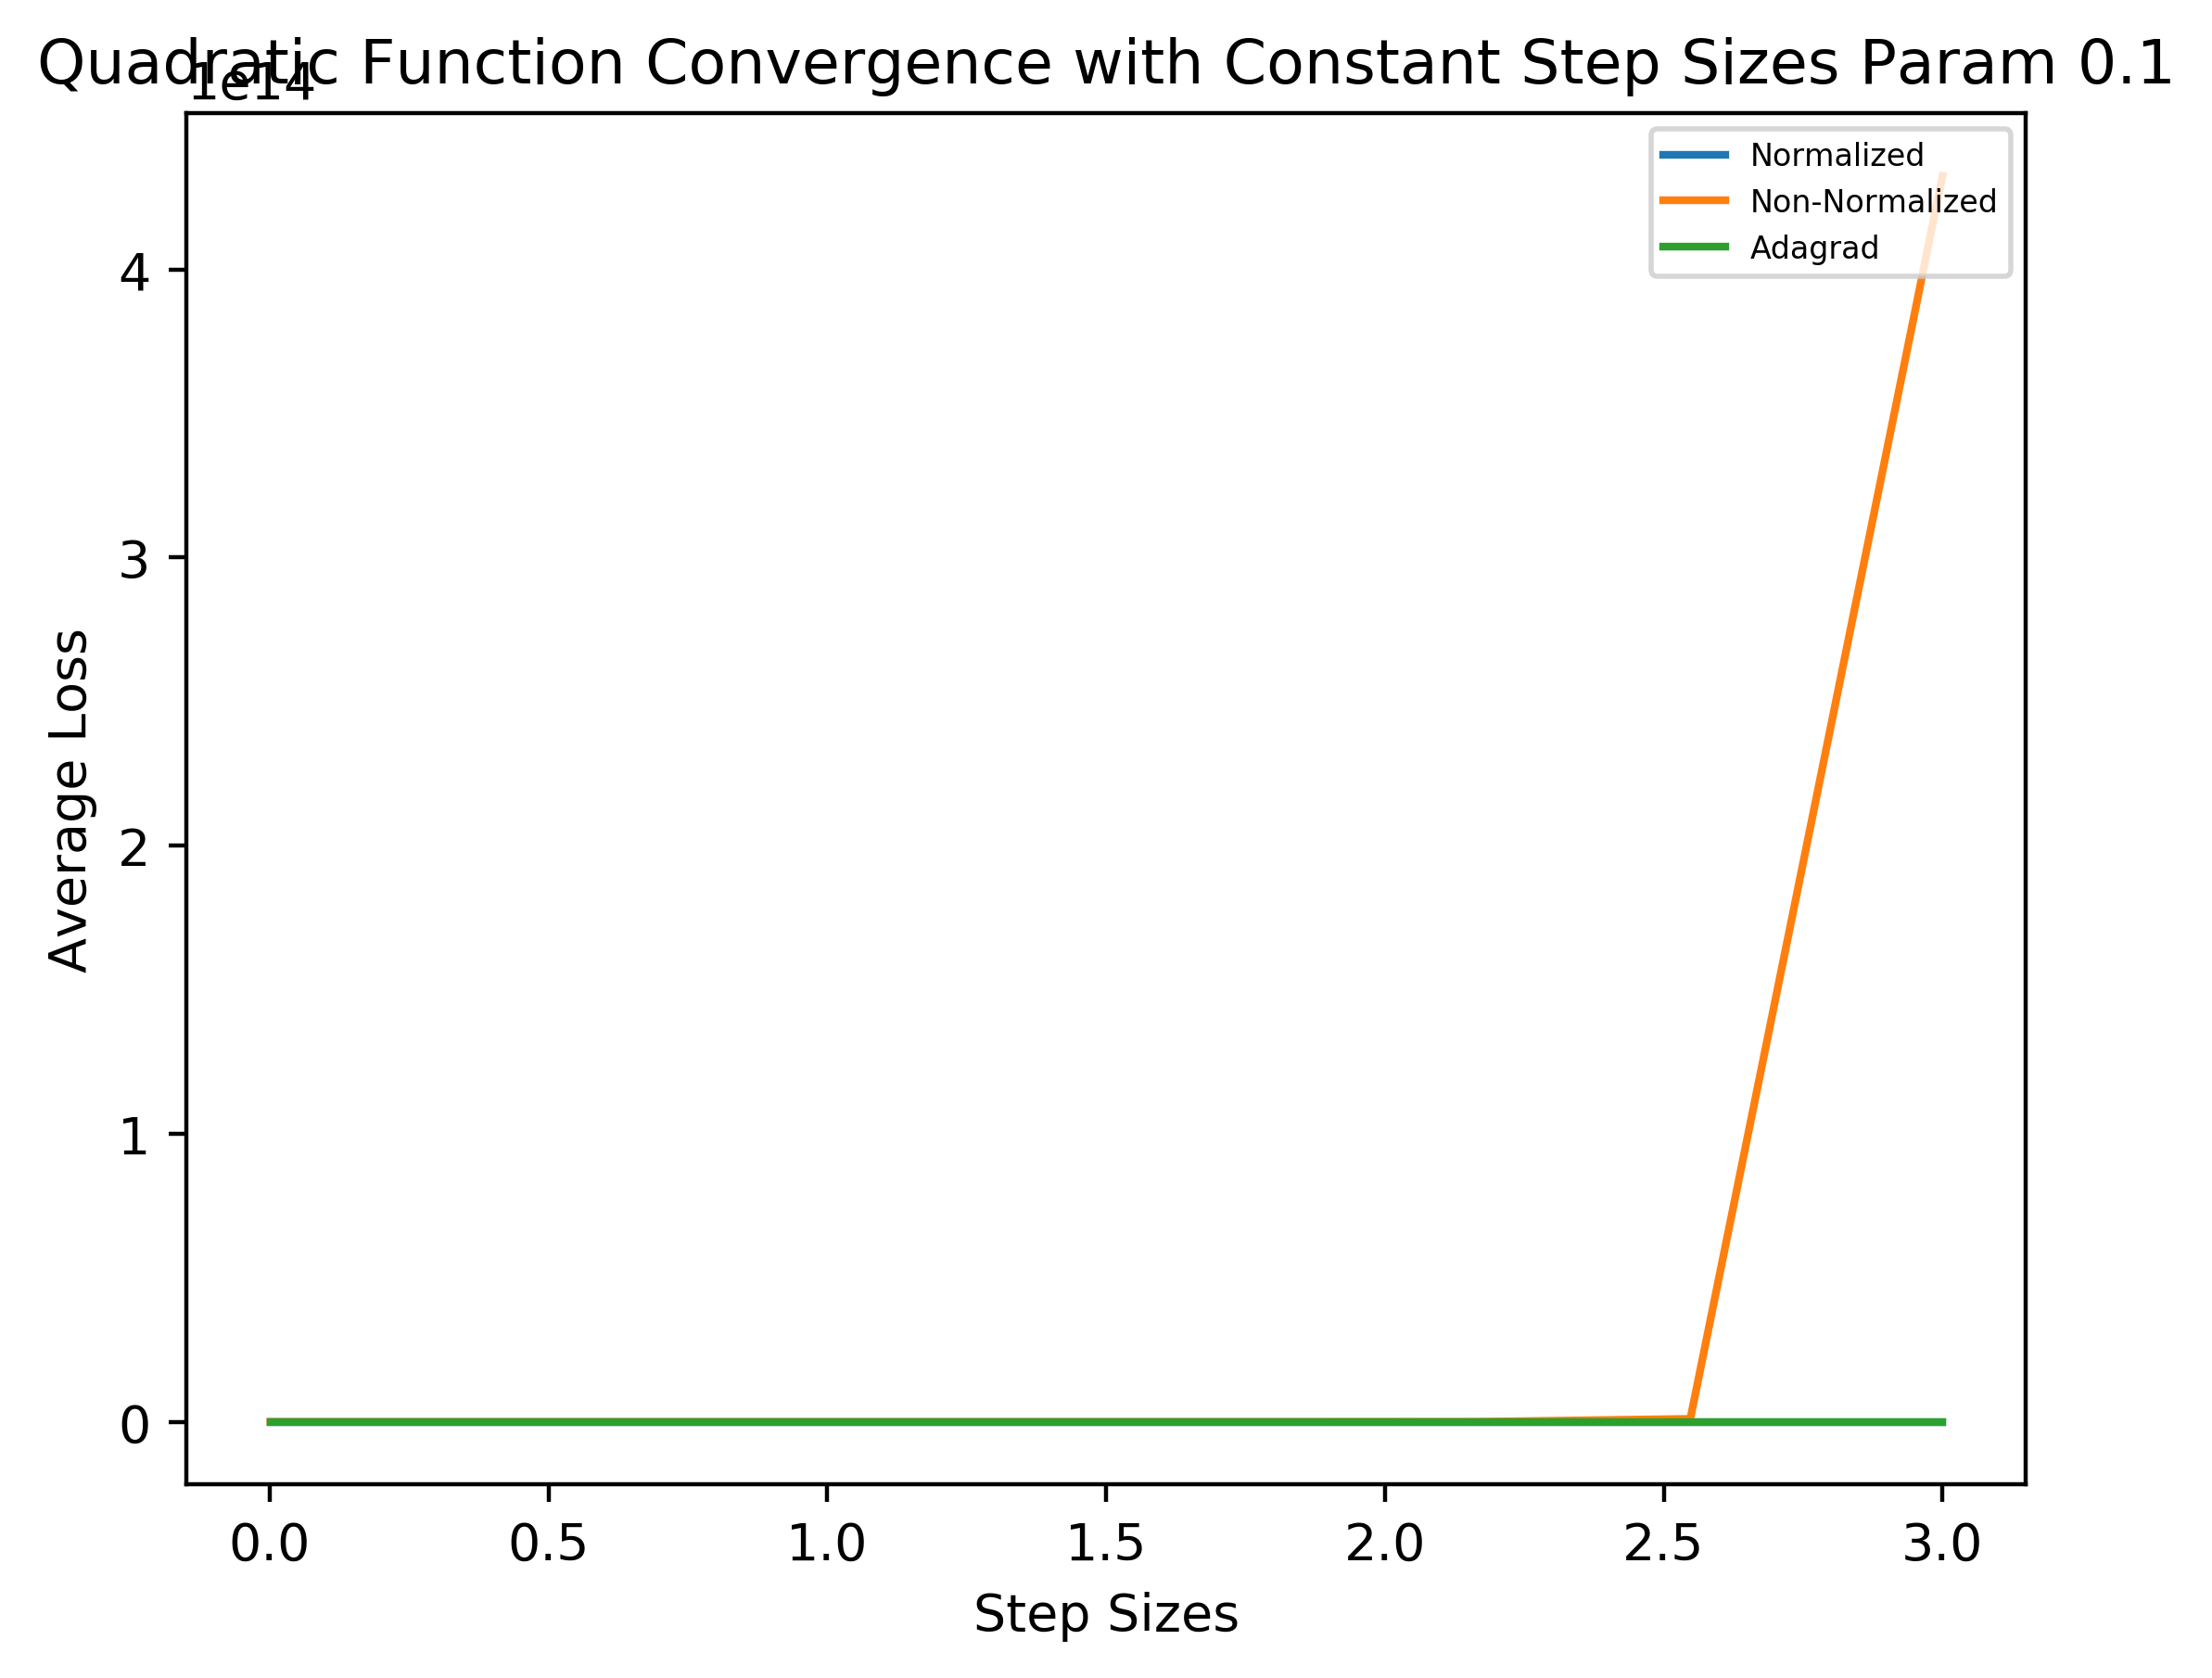 Quadratic Function Convergence with Constant Step Sizes Param 0.1
1e14
Normalized
Non-Normalized
Adagrad
4
3
2
1
0
Average Loss
0.0 0.5 1.0 1.5 2.0 2.5 3.0
Step Sizes